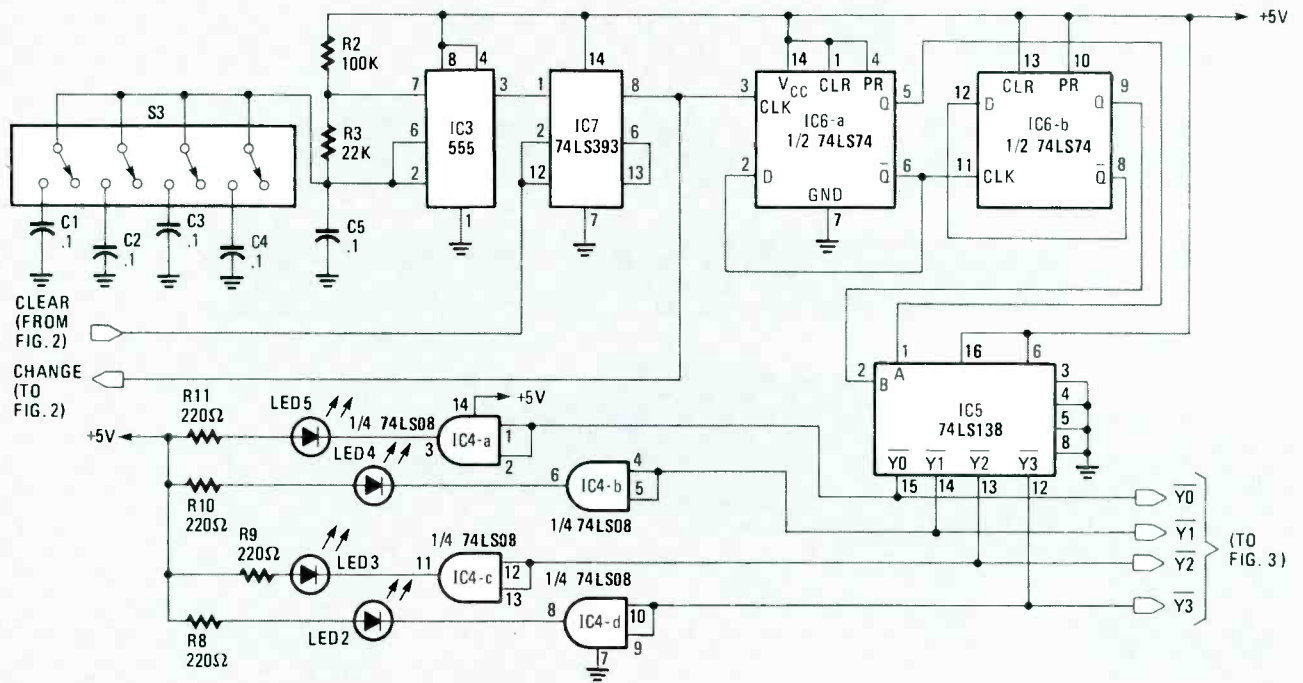 +5V
R2
100K
R3
22K
S3
C1
.1
C2
.1
C3
.1
C4
.1
C5
.1
8
4
7
3
6
2
1
IC3
555
14
1
8
2
6
12
13
7
IC7
74LS393
14
1
4
VCC
CLR
PR
3
CLK
Q
5
IC6-a
1/2 74LS74
2
D
Q
6
GND
7
13
10
CLR
PR
12
D
Q
9
IC6-b
1/2 74LS74
11
CLK
Q
8
CLEAR
(FROM
FIG. 2)
CHANGE
(TO
FIG. 2)
1
16
6
2
B
A
3
4
5
8
IC5
74LS138
Y0
Y1
Y2
Y3
15
14
13
12
+5V
R11
220Ω
LED5
1/4 74LS08
14
+5V
3
IC4-a
1
2
R10
220Ω
LED4
6
IC4-b
4
5
1/4 74LS08
R9
220Ω
LED3
1/4 74LS08
11
IC4-c
12
13
R8
220Ω
LED2
1/4 74LS08
8
IC4-d
10
9
7
Y0
Y1
Y2
Y3
(TO
FIG. 3)